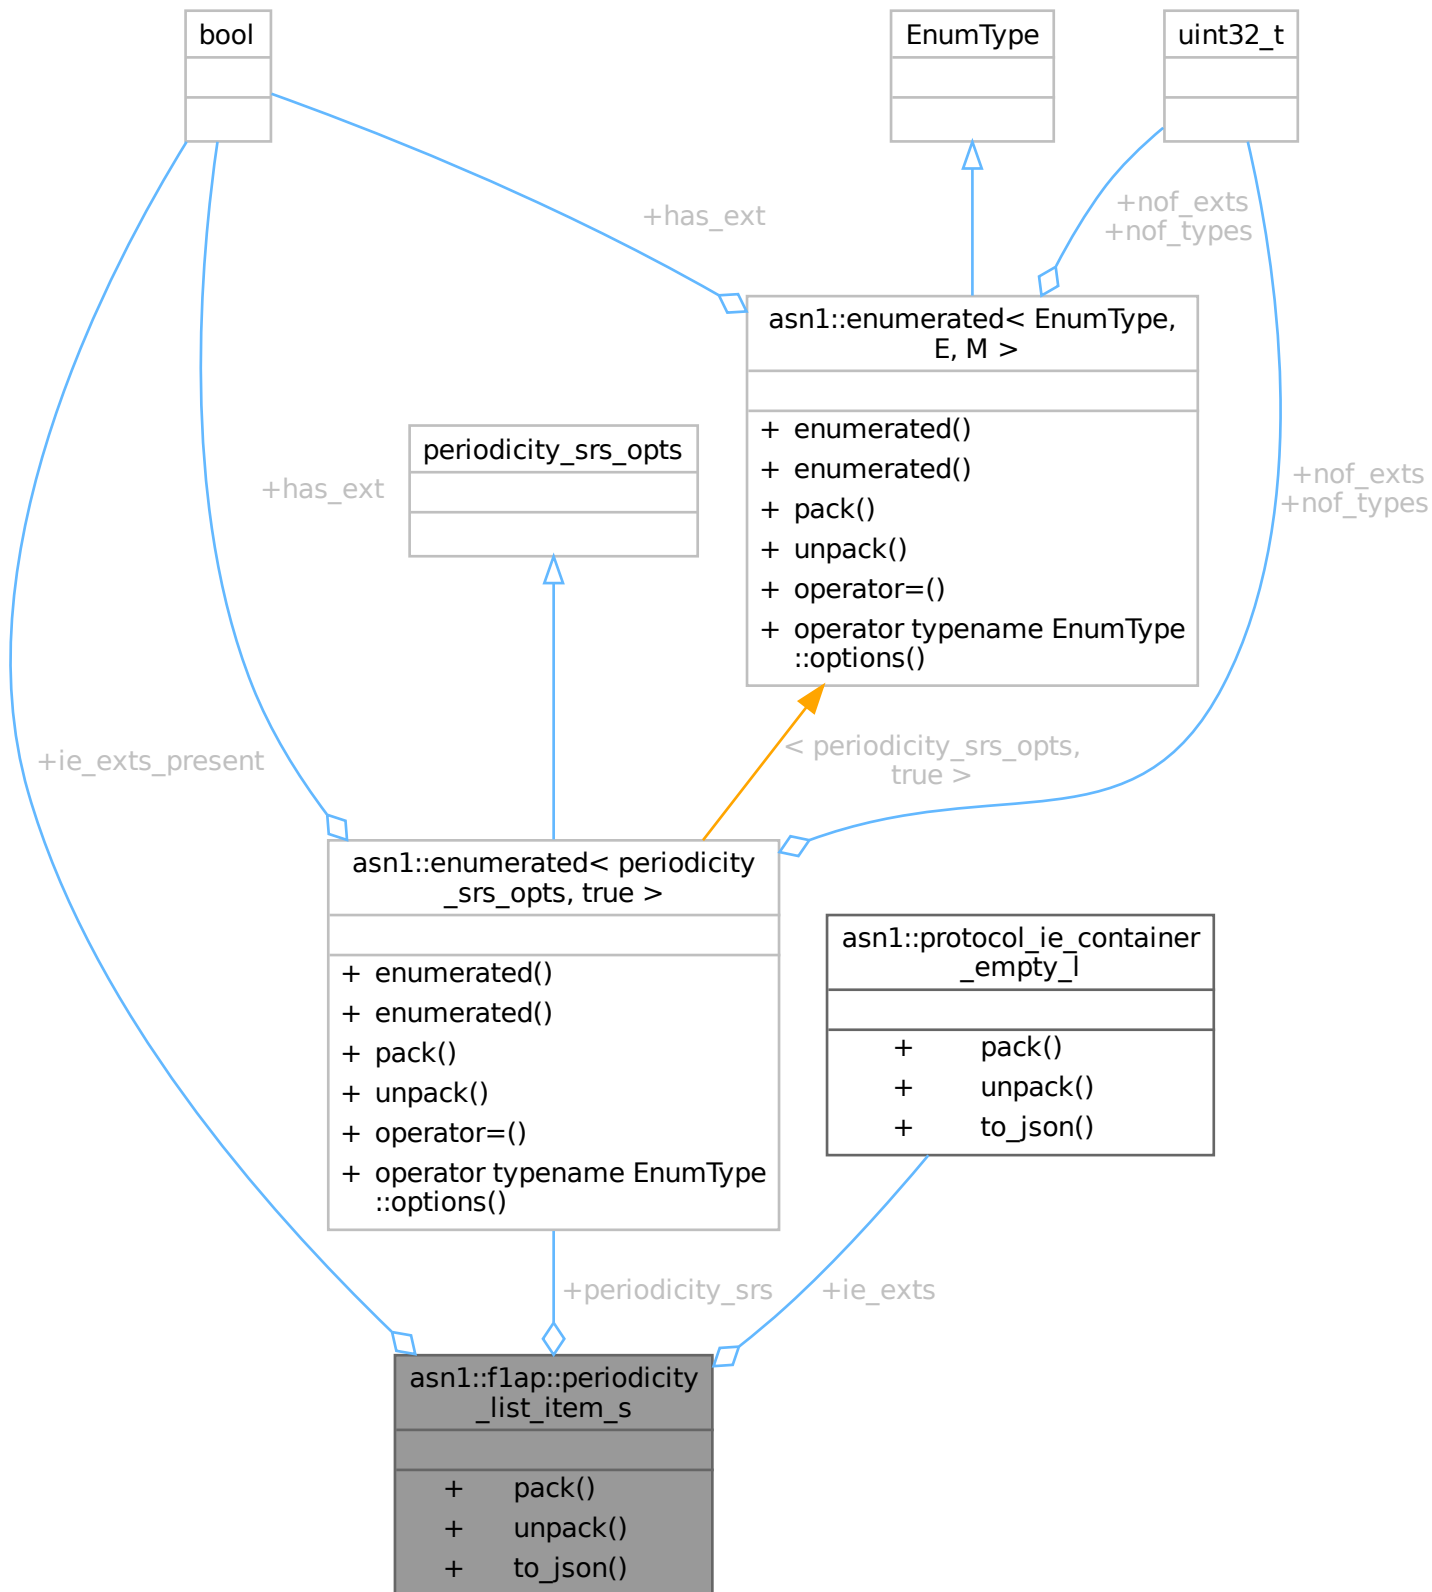 bool
EnumType
uint32_t
+has_ext
+nof_exts
+nof_types
asn1::enumerated< EnumType,
E, M >
+ enumerated()
+ enumerated()
+ pack()
+ unpack()
+ operator=()
+ operator typename EnumType
::options()
periodicity_srs_opts
+has_ext
+nof_exts
+nof_types
+ie_exts_present
< periodicity_srs_opts,
true >
asn1::enumerated< periodicity
_srs_opts, true >
+ enumerated()
+ enumerated()
+ pack()
+ unpack()
+ operator=()
+ operator typename EnumType
::options()
asn1::protocol_ie_container
_empty_l
+ pack()
+ unpack()
+ to_json()
+periodicity_srs
+ie_exts
asn1::f1ap::periodicity
_list_item_s
+ pack()
+ unpack()
+ to_json()